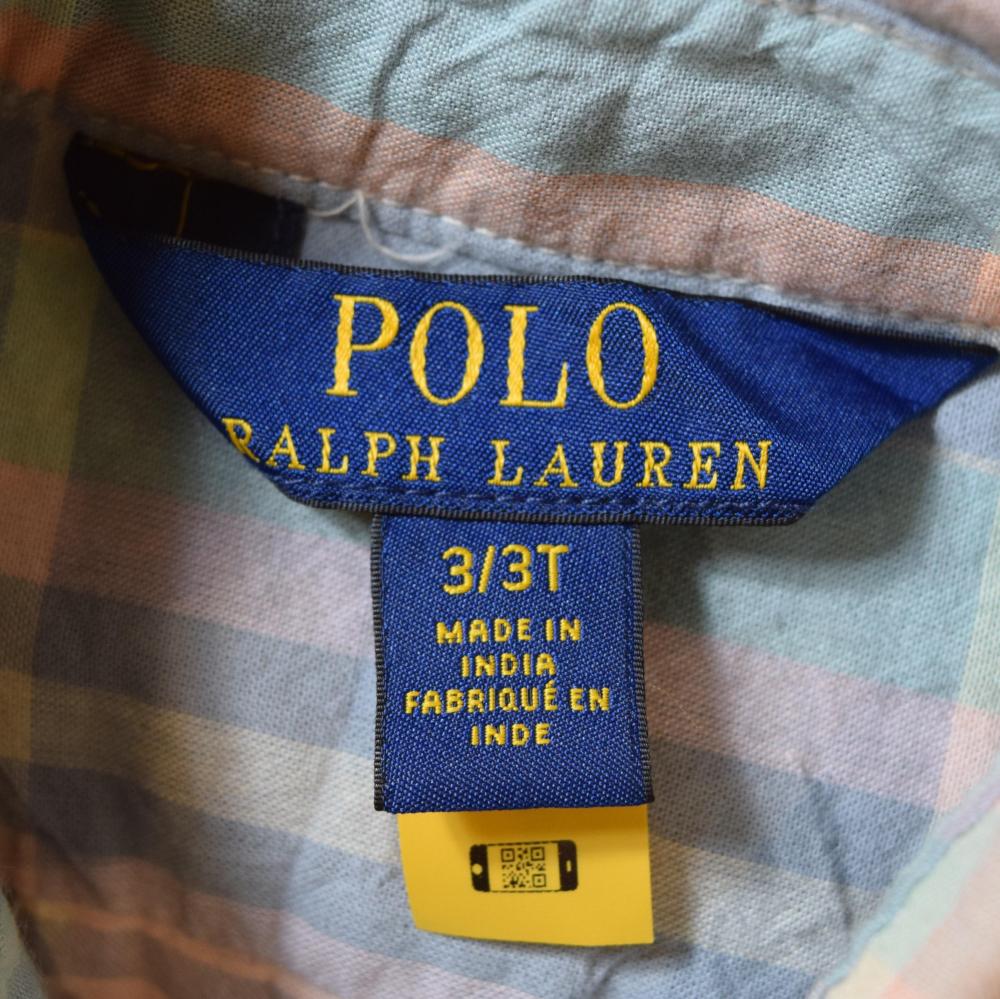 POLO
RALPH LAUREN
3/3T
MADE IN
INDIA
FABRIQUÉ EN
INDE